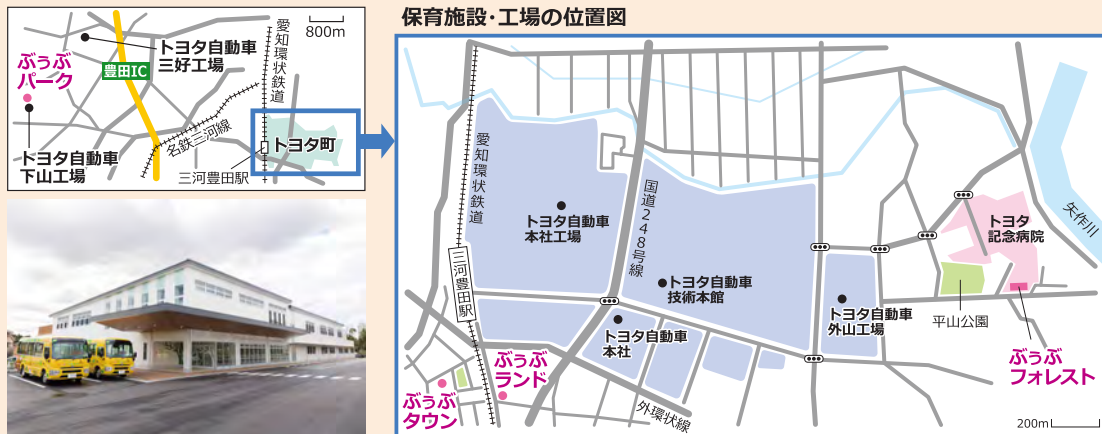 保育施設・工場の位置図
800m
愛知環状鉄道
トヨタ自動車
三好工場
ぶぅぶ
パーク
豊田IC
名鉄三河線
トヨタ町
トヨタ自動車
下山工場
三河豊田駅
愛知環状鉄道
国道248号線
トヨタ自動車
本社工場
トヨタ自動車
技術本館
トヨタ
記念病院
矢作川
三河豊田駅
トヨタ自動車
本社
トヨタ自動車
外山工場
平山公園
ぶぅぶ
ランド
ぶぅぶ
タウン
ぶぅぶ
フォレスト
外環状線
200m